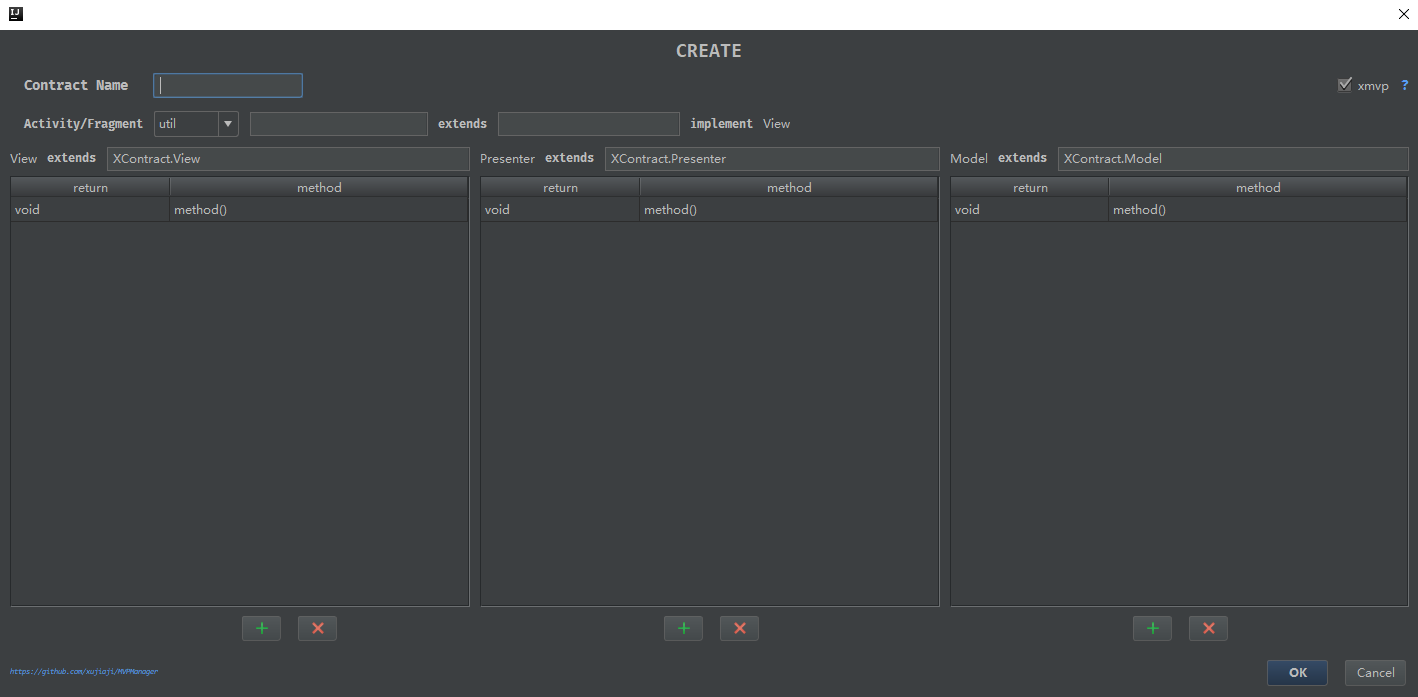 IJ
CREATE
Contract Name xmvp ?
Activity/Fragment util extends implement View
View extends XContract.View Presenter extends XContract.Presenter Model extends XContract.Model
return method return method return method
void method() void method() void method()
https://github.com/xujiaji/MVPManager OK Cancel